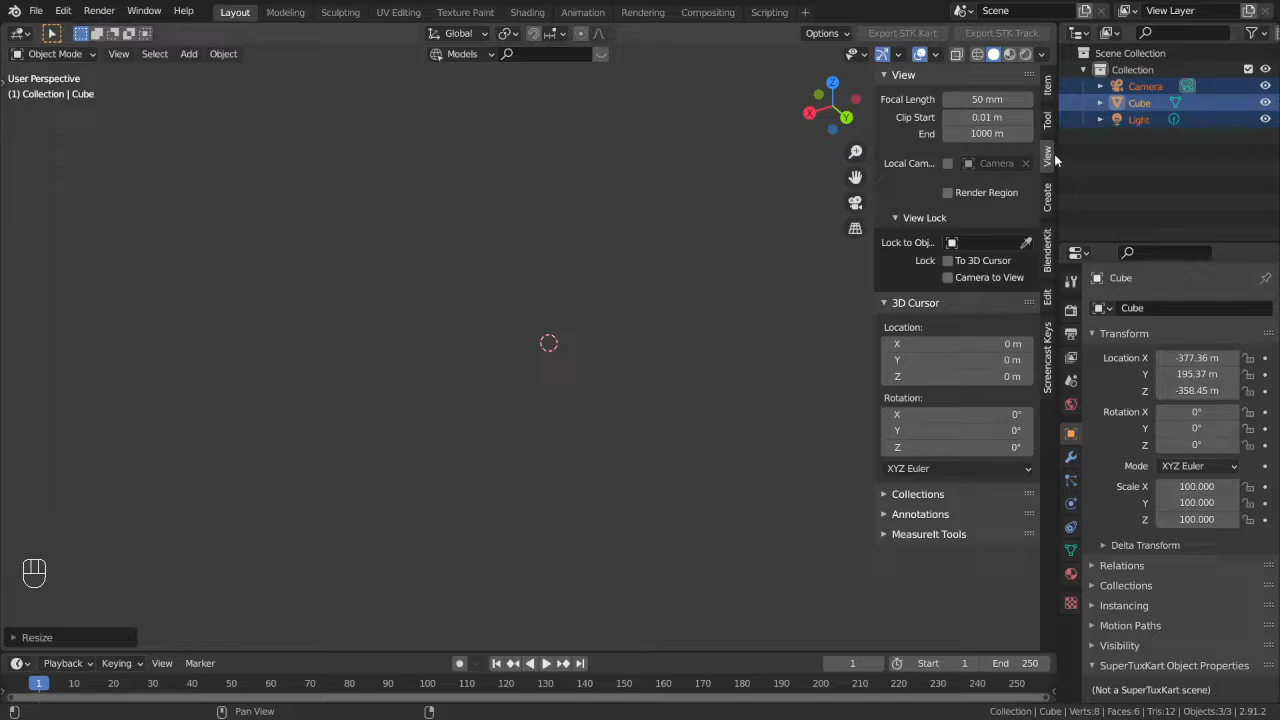 File Edit Render Window Help Layout Modeling Sculpting UV Editing Texture Paint Shading Animation Rendering Compositing Scripting + Scene View Layer
Global Options Export STK Kart Export STK Track
Object Mode View Select Add Object Models
User Perspective
(1) Collection | Cube
Z
X
Y
View
Focal Length 50 mm
Clip Start 0.01 m
End 1000 m
Local Cam... Camera
Render Region
View Lock
Lock to Obj...
Lock To 3D Cursor
Camera to View
3D Cursor
Location:
X 0 m
Y 0 m
Z 0 m
Rotation:
X 0°
Y 0°
Z 0°
XYZ Euler
Collections
Annotations
MeasureIt Tools
Item
Tool
View
Create
BlenderKit
Edit
Screencast Keys
Scene Collection
Collection
Camera
Cube
Light
Cube
Cube
Transform
Location X -377.36 m
Y 195.37 m
Z -358.45 m
Rotation X 0°
Y 0°
Z 0°
Mode XYZ Euler
Scale X 100.000
Y 100.000
Z 100.000
Delta Transform
Relations
Collections
Instancing
Motion Paths
Visibility
SuperTuxKart Object Properties
(Not a SuperTuxKart scene)
Resize
Playback Keying View Marker 1 Start 1 End 250
1 10 20 30 40 50 60 70 80 90 100 110 120 130 140 150 160 170 180 190 200 210 220 230 240 250
Pan View Collection | Cube | Verts:8 | Faces:6 | Tris:12 | Objects:3/3 | 2.91.2